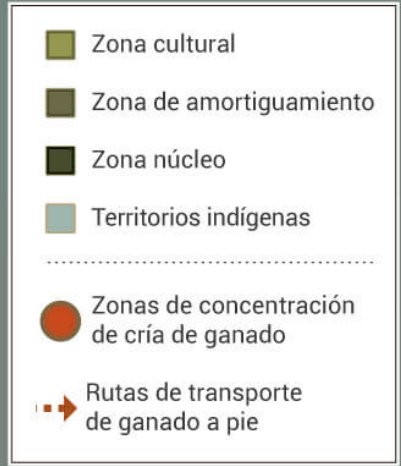 Zona cultural
Zona de amortiguamiento
Zona núcleo
Territorios indígenas
Zonas de concentración
de cría de ganado
Rutas de transporte
de ganado a pie